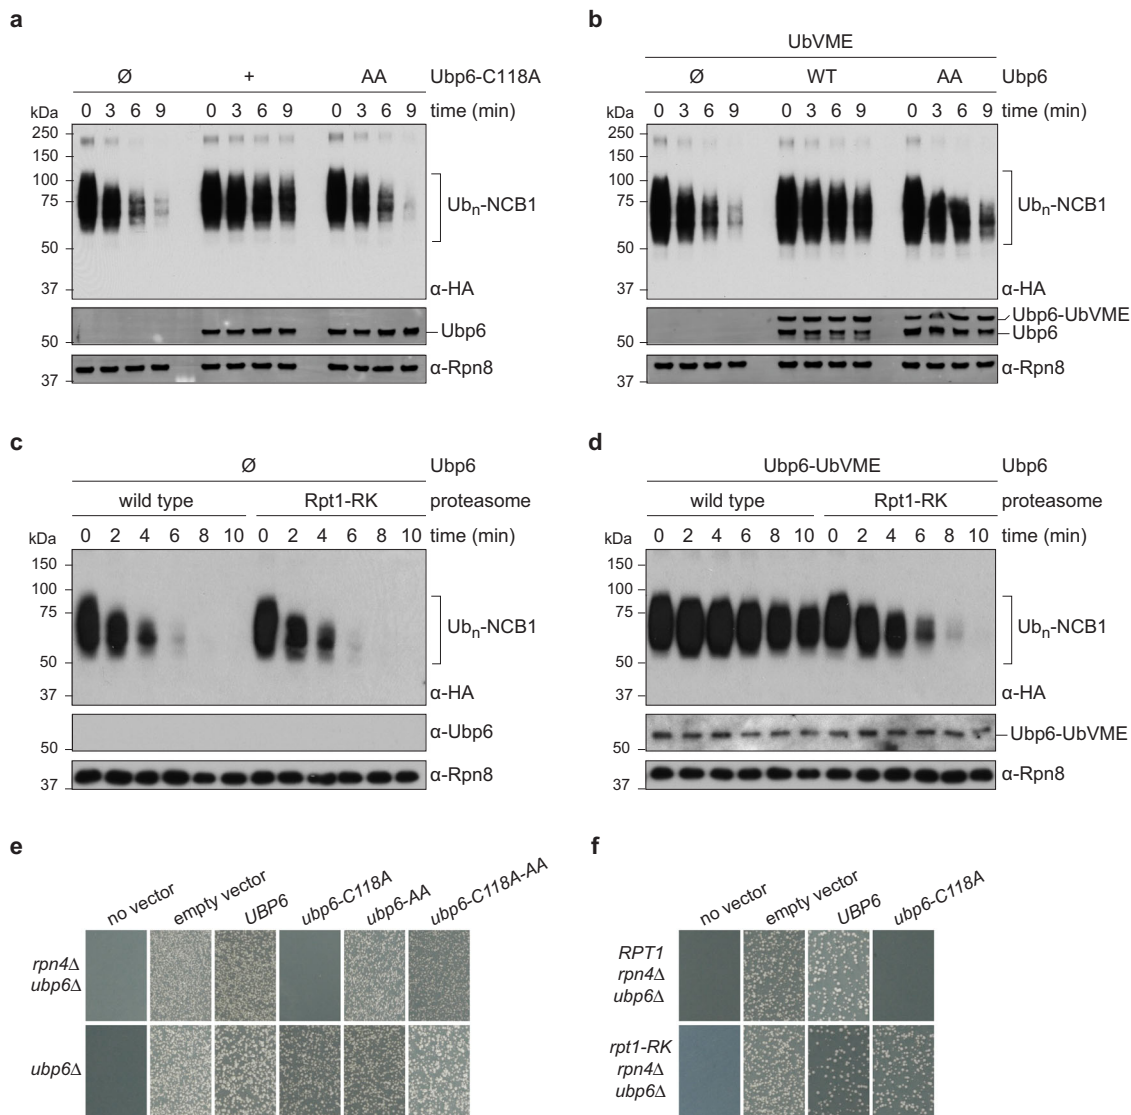 a
Ø + AA Ubp6-C118A
kDa 0 3 6 9 0 3 6 9 0 3 6 9 time (min)
250
150
100
75
50
37
Ubn-NCB1
α-HA
50
Ubp6
37
α-Rpn8
b
UbVME
Ø WT AA Ubp6
kDa 0 3 6 9 0 3 6 9 0 3 6 9 time (min)
250
150
100
75
50
37
Ubn-NCB1
α-HA
50
Ubp6-UbVME
Ubp6
37
α-Rpn8
c
Ø Ubp6
wild type Rpt1-RK proteasome
kDa 0 2 4 6 8 10 0 2 4 6 8 10 time (min)
150
100
75
50
37
Ubn-NCB1
α-HA
50
α-Ubp6
37
α-Rpn8
d
Ubp6-UbVME Ubp6
wild type Rpt1-RK proteasome
kDa 0 2 4 6 8 10 0 2 4 6 8 10 time (min)
150
100
75
50
37
Ubn-NCB1
α-HA
50
Ubp6-UbVME
37
α-Rpn8
e
no vector empty vector UBP6 ubp6-C118A ubp6-AA ubp6-C118A-AA
rpn4Δ
ubp6Δ
ubp6Δ
f
no vector empty vector UBP6 ubp6-C118A
RPT1
rpn4Δ
ubp6Δ
rpt1-RK
rpn4Δ
ubp6Δ